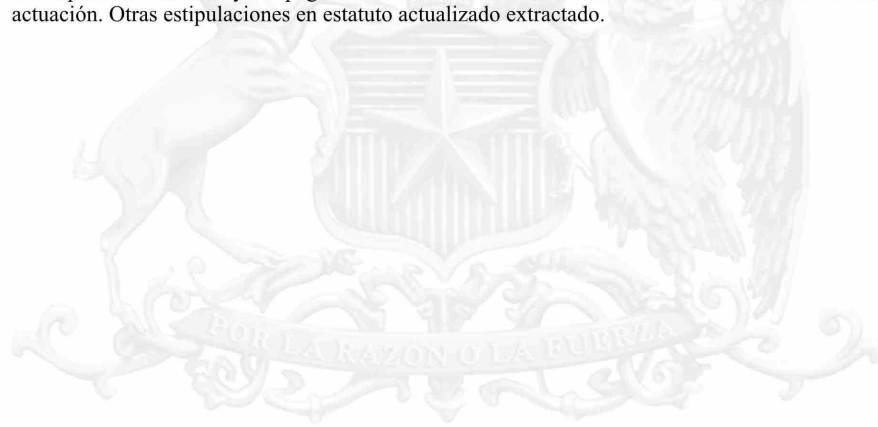 actuación. Otras estipulaciones en estatuto actualizado extractado.
POR LA RAZON O LA FUERZA